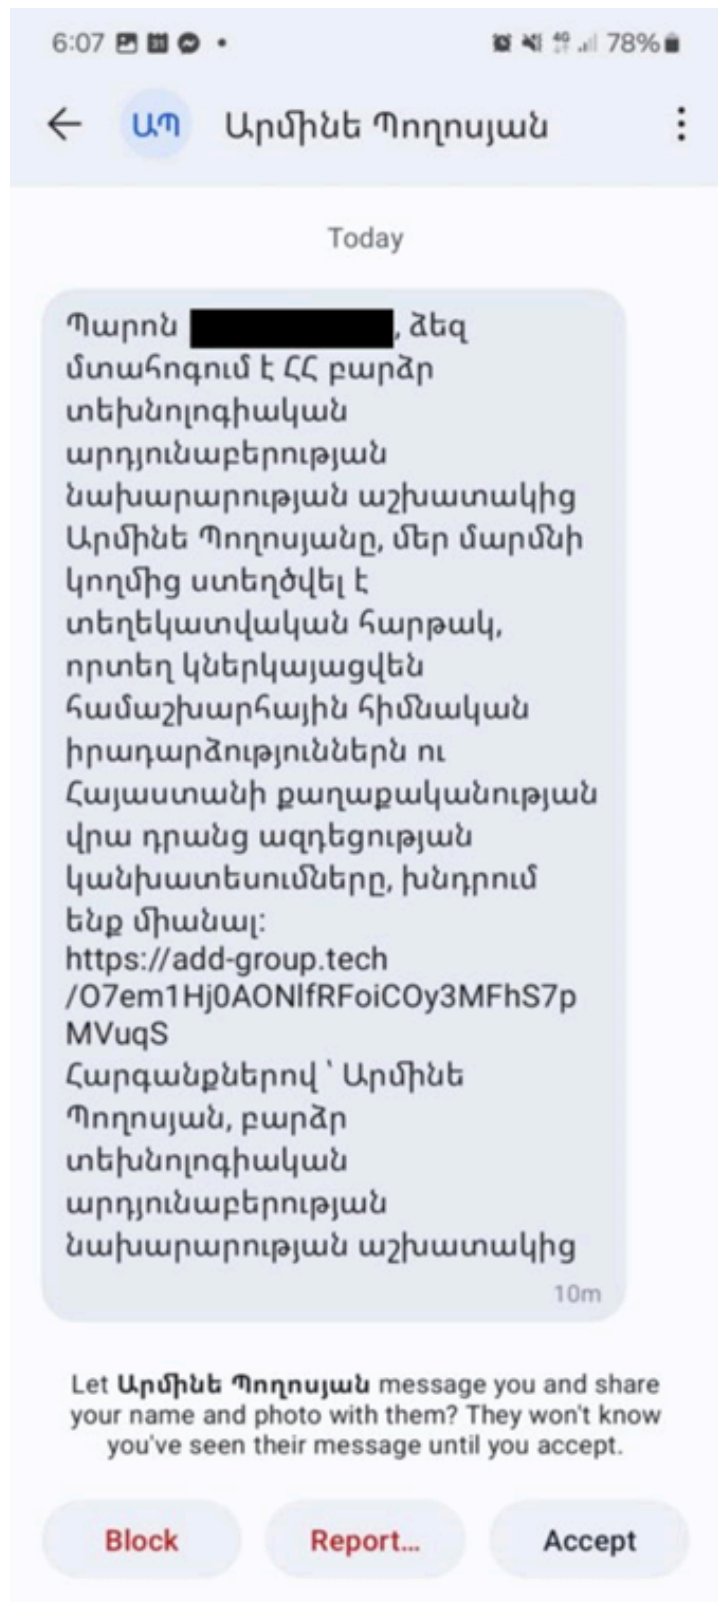 6:07 78%
ԱՊ Արմինե Պողոսյան
Today
Պարոն , ձեզ
մտահոգում է ՀՀ բարձր
տեխնոլոգիական
արդյունաբերության
նախարարության աշխատակից
Արմինե Պողոսյանը, մեր մարմնի
կողմից ստեղծվել է
տեղեկատվական հարթակ,
որտեղ կներկայացվեն
համաշխարհային հիմնական
իրադարձություններն ու
Հայաստանի քաղաքականության
վրա դրանց ազդեցության
կանխատեսումները, խնդրում
ենք միանալ:
https://add-group.tech
/O7em1Hj0AONlfRFoiCOy3MFhS7p
MVuqS
Հարգանքներով ՝ Արմինե
Պողոսյան, բարձր
տեխնոլոգիական
արդյունաբերության
նախարարության աշխատակից
10m
Let Արմինե Պողոսյան message you and share
your name and photo with them? They won't know
you've seen their message until you accept.
Block Report... Accept